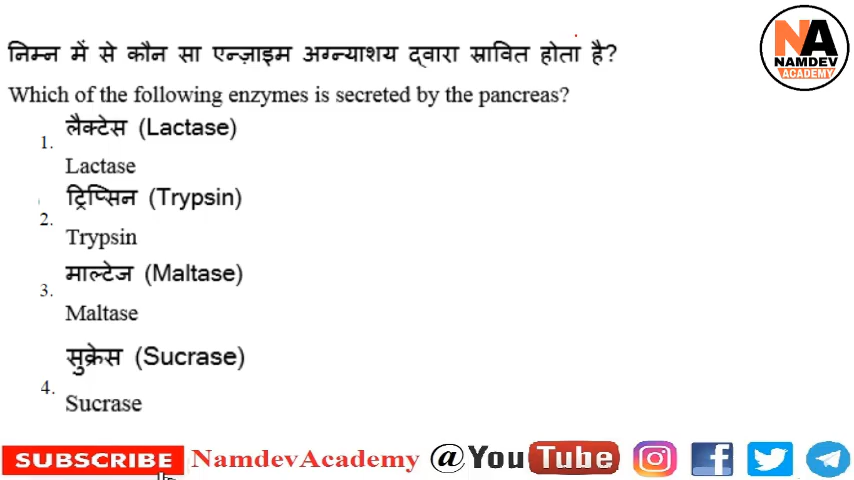 निम्न में से कौन सा एन्ज़ाइम अग्न्याशय द्वारा स्रावित होता है?
NA
NAMDEV
ACADEMY
Which of the following enzymes is secreted by the pancreas?
1. लैक्टेस (Lactase)
Lactase
2. ट्रिप्सिन (Trypsin)
Trypsin
3. माल्टेज (Maltase)
Maltase
4. सुक्रेस (Sucrase)
Sucrase
SUBSCRIBE NamdevAcademy @YouTube